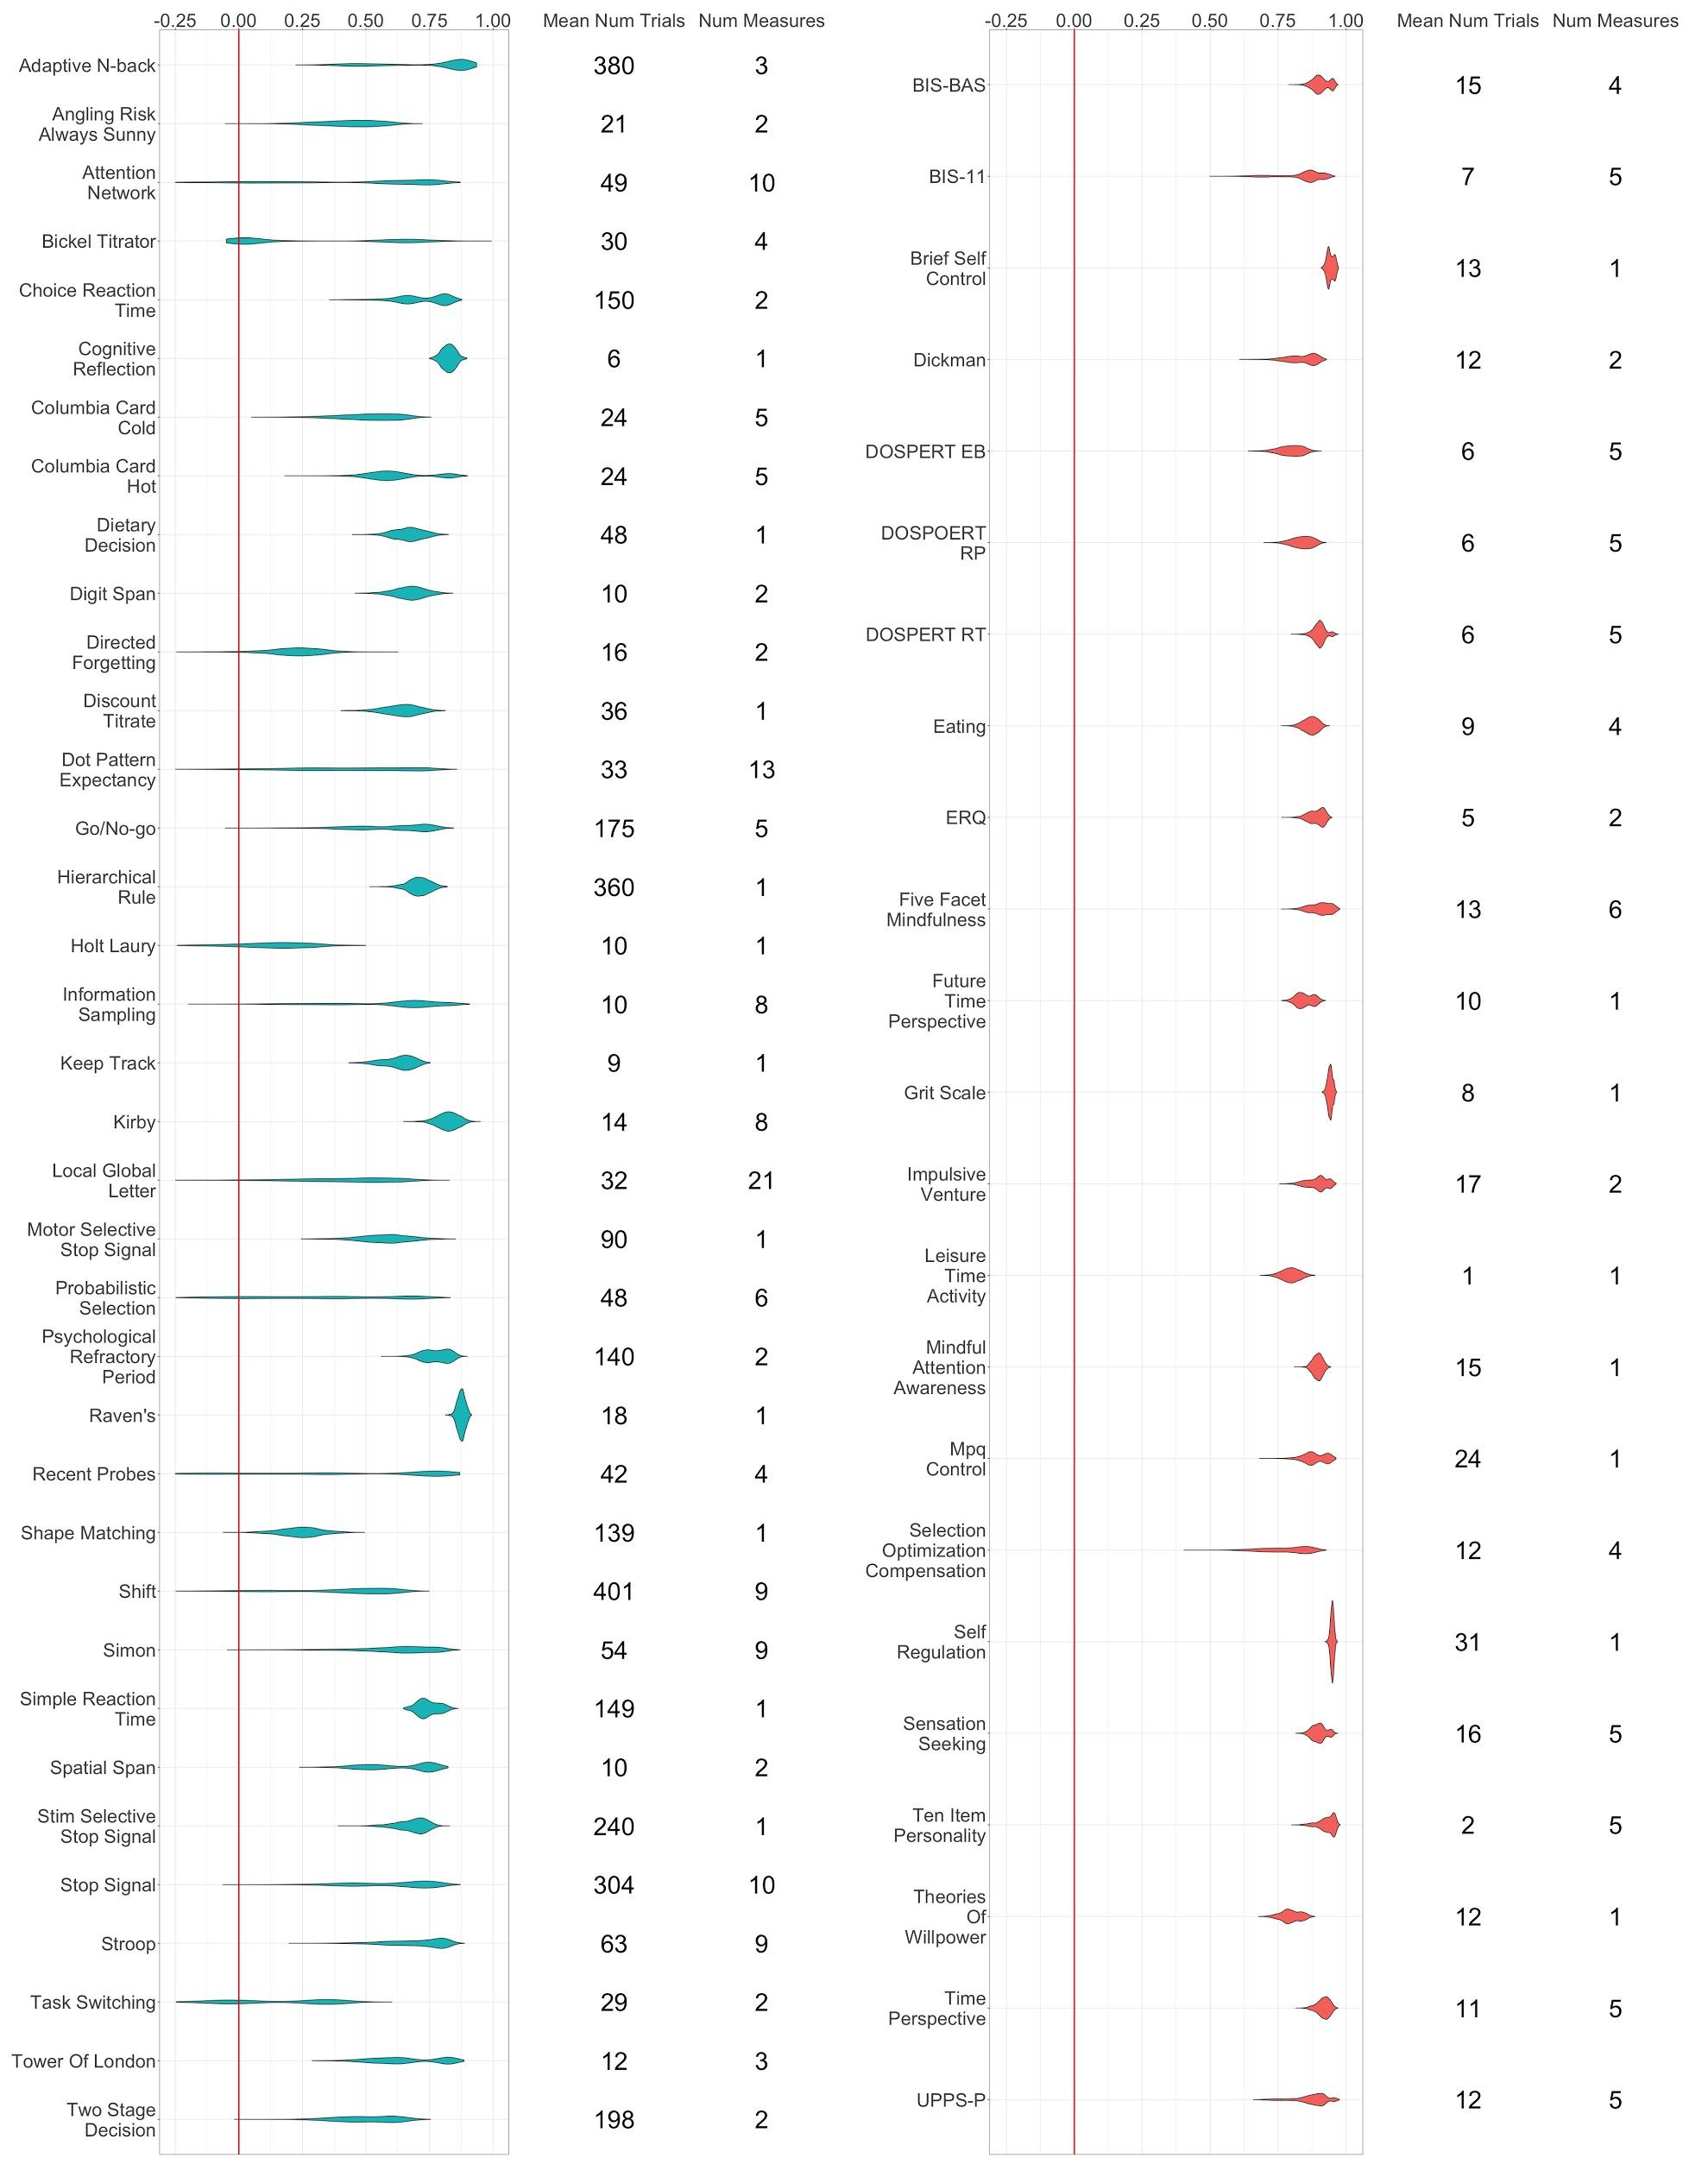 -0.25 0.00 0.25 0.50 0.75 1.00 Mean Num Trials Num Measures
Adaptive N-back 380 3
Angling Risk
Always Sunny 21 2
Attention
Network 49 10
Bickel Titrator 30 4
Choice Reaction
Time 150 2
Cognitive
Reflection 6 1
Columbia Card
Cold 24 5
Columbia Card
Hot 24 5
Dietary
Decision 48 1
Digit Span 10 2
Directed
Forgetting 16 2
Discount
Titrate 36 1
Dot Pattern
Expectancy 33 13
Go/No-go 175 5
Hierarchical
Rule 360 1
Holt Laury 10 1
Information
Sampling 10 8
Keep Track 9 1
Kirby 14 8
Local Global
Letter 32 21
Motor Selective
Stop Signal 90 1
Probabilistic
Selection 48 6
Psychological
Refractory 140 2
Period
Raven's 18 1
Recent Probes 42 4
Shape Matching 139 1
Shift 401 9
Simon 54 9
Simple Reaction
Time 149 1
Spatial Span 10 2
Stim Selective
Stop Signal 240 1
Stop Signal 304 10
Stroop 63 9
Task Switching 29 2
Tower Of London 12 3
Two Stage
Decision 198 2
-0.25 0.00 0.25 0.50 0.75 1.00 Mean Num Trials Num Measures
BIS-BAS 15 4
BIS-11 7 5
Brief Self
Control 13 1
Dickman 12 2
DOSPERT EB 6 5
DOSPOERT
RP 6 5
DOSPERT RT 6 5
Eating 9 4
ERQ 5 2
Five Facet
Mindfulness 13 6
Future
Time 10 1
Perspective
Grit Scale 8 1
Impulsive
Venture 17 2
Leisure
Time 1 1
Activity
Mindful
Attention 15 1
Awareness
Mpq
Control 24 1
Selection
Optimization 12 4
Compensation
Self
Regulation 31 1
Sensation
Seeking 16 5
Ten Item
Personality 2 5
Theories
Of 12 1
Willpower
Time
Perspective 11 5
UPPS-P 12 5